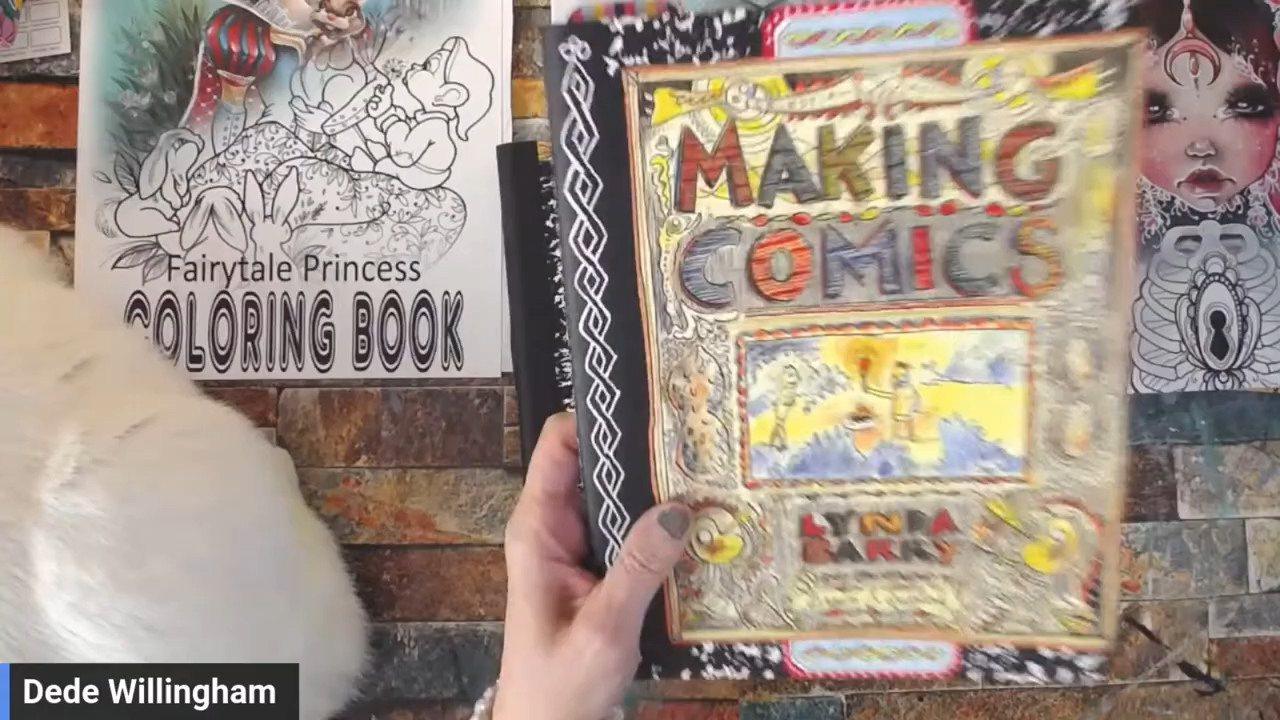 Fairytale Princess
COLORING BOOK
MAKING
COMICS
LYNDA
BARRY
Dede Willingham